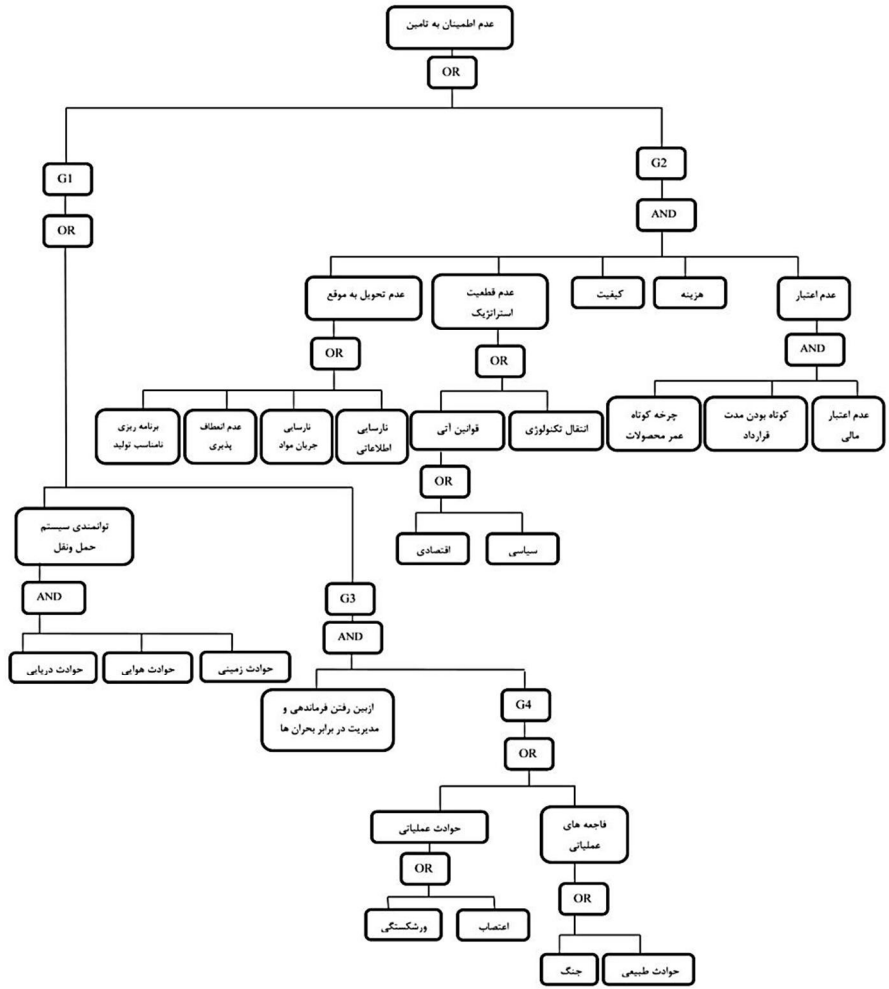 عدم اطمینان به تامین
OR
G1
G2
OR
AND
عدم تحویل به موقع
عدم قطعیت
استراتژیک
کیفیت
هزینه
عدم اعتبار
OR
OR
AND
برنامه ریزی
نامناسب تولید
عدم انعطاف
پذیری
نارسایی
جریان مواد
نارسایی
اطلاعاتی
قوانین آتی
انتقال تکنولوژی
چرخه کوتاه
عمر محصولات
کوتاه بودن مدت
قرارداد
عدم اعتبار
مالی
OR
اقتصادی
سیاسی
توانمندی سیستم
حمل ونقل
AND
G3
AND
حوادث دریایی
حوادث هوایی
حوادث زمینی
ازبین رفتن فرماندهی و
مدیریت در برابر بحران ها
G4
OR
حوادث عملیاتی
فاجعه های
عملیاتی
OR
OR
ورشکستگی
اعتصاب
جنگ
حوادث طبیعی